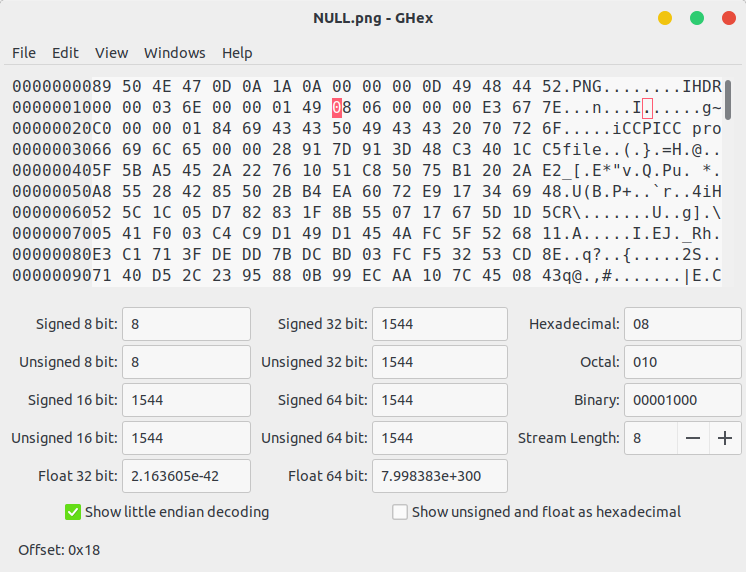 NULL.png - GHex
File Edit View Windows Help
0000000089 50 4E 47 0D 0A 1A 0A 00 00 00 0D 49 48 44 52.PNG........IHDR
0000001000 00 03 6E 00 00 01 49 08 06 00 00 00 E3 67 7E...n...I......g~
00000020C0 00 00 01 84 69 43 43 50 49 43 43 20 70 72 6F.....iCCPICC pro
0000003066 69 6C 65 00 00 28 91 7D 91 3D 48 C3 40 1C C5file..(.}.=H.@..
000000405F 5B A5 45 2A 22 76 10 51 C8 50 75 B1 20 2A E2_[.E*"v.Q.Pu. *.
00000050A8 55 28 42 85 50 2B B4 EA 60 72 E9 17 34 69 48.U(B.P+..`r..4iH
0000006052 5C 1C 05 D7 82 83 1F 8B 55 07 17 67 5D 1D 5CR\.......U..g].\
0000007005 41 F0 03 C4 C9 D1 49 D1 45 4A FC 5F 52 68 11.A.....I.EJ._Rh.
00000080E3 C1 71 3F DE DD 7B DC BD 03 FC F5 32 53 CD 8E..q?..{.....2S..
0000009071 40 D5 2C 23 95 88 0B 99 EC AA 10 7C 45 08 43q@.,#.......|E.C
Signed 8 bit: 8 Signed 32 bit: 1544 Hexadecimal: 08
Unsigned 8 bit: 8 Unsigned 32 bit: 1544 Octal: 010
Signed 16 bit: 1544 Signed 64 bit: 1544 Binary: 00001000
Unsigned 16 bit: 1544 Unsigned 64 bit: 1544 Stream Length: 8
Float 32 bit: 2.163605e-42 Float 64 bit: 7.998383e+300
Show little endian decoding Show unsigned and float as hexadecimal
Offset: 0x18